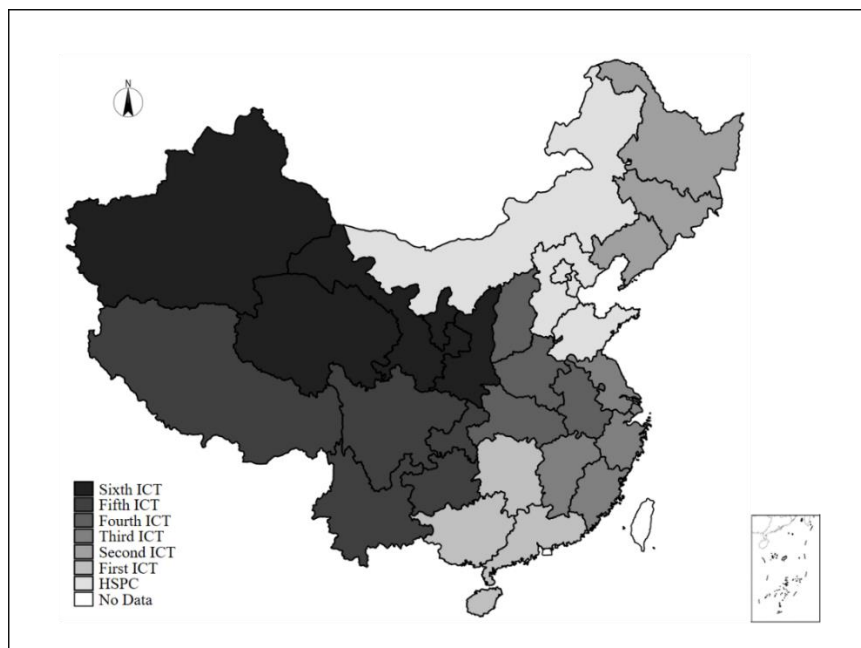 N
Sixth ICT
Fifth ICT
Fourth ICT
Third ICT
Second ICT
First ICT
HSPC
No Data